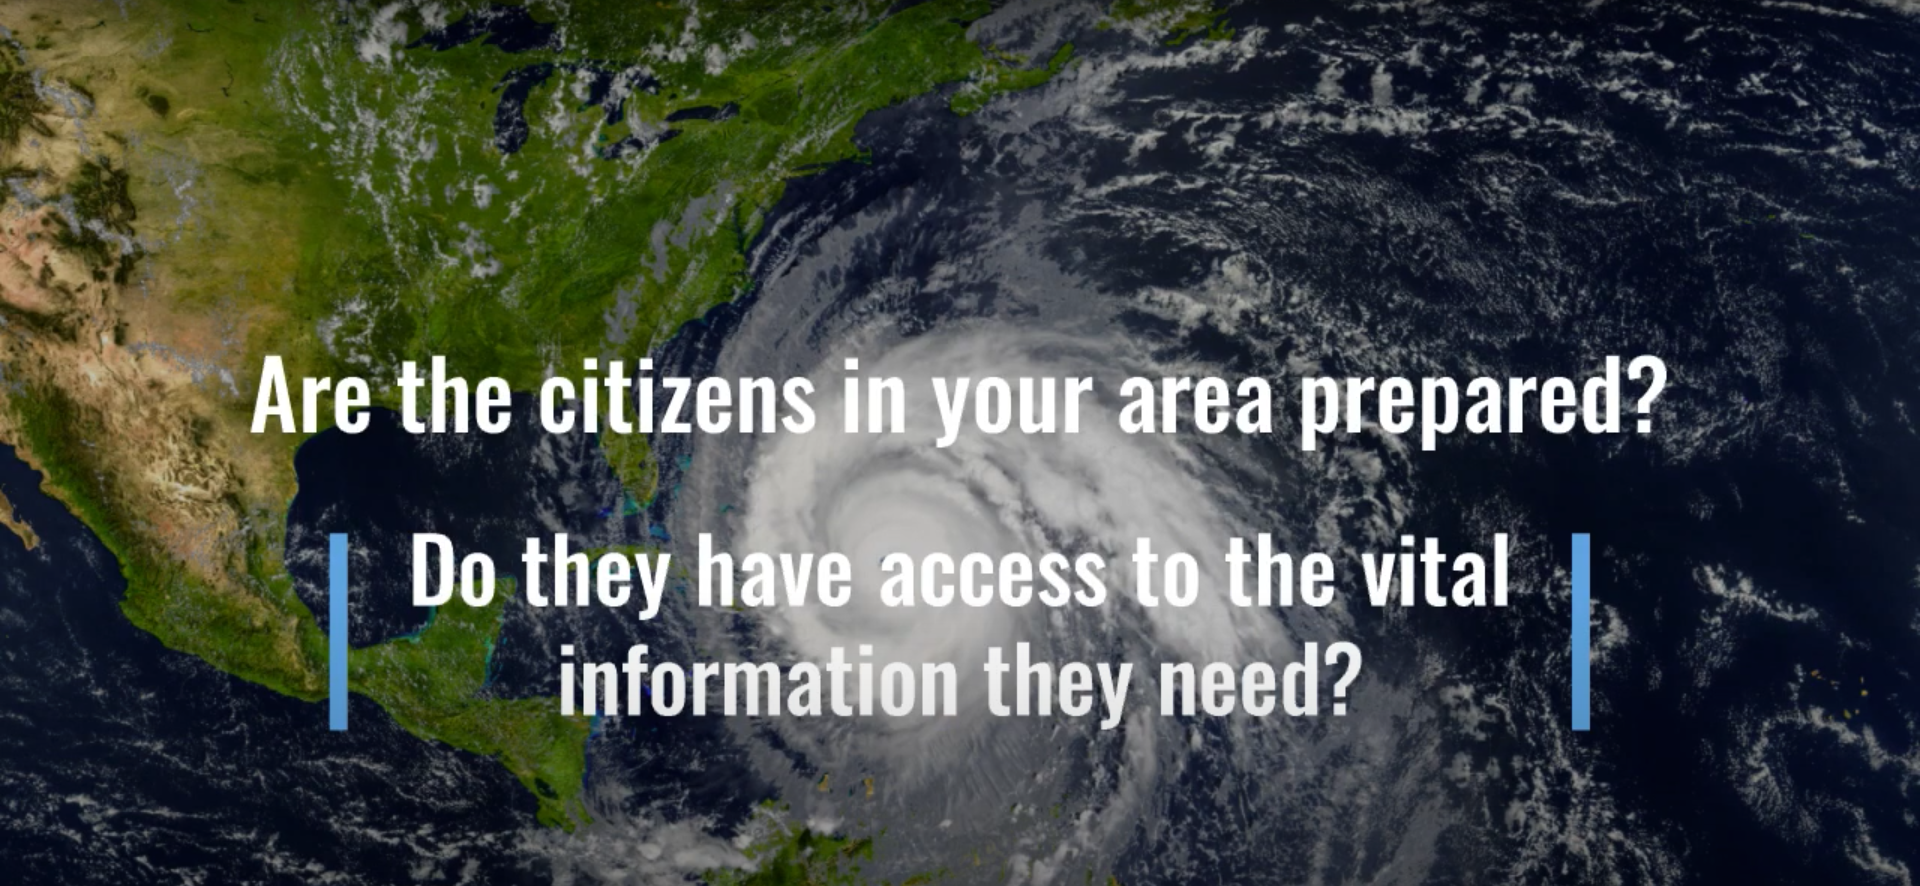 Are the citizens in your area prepared?
Do they have access to the vital
information they need?